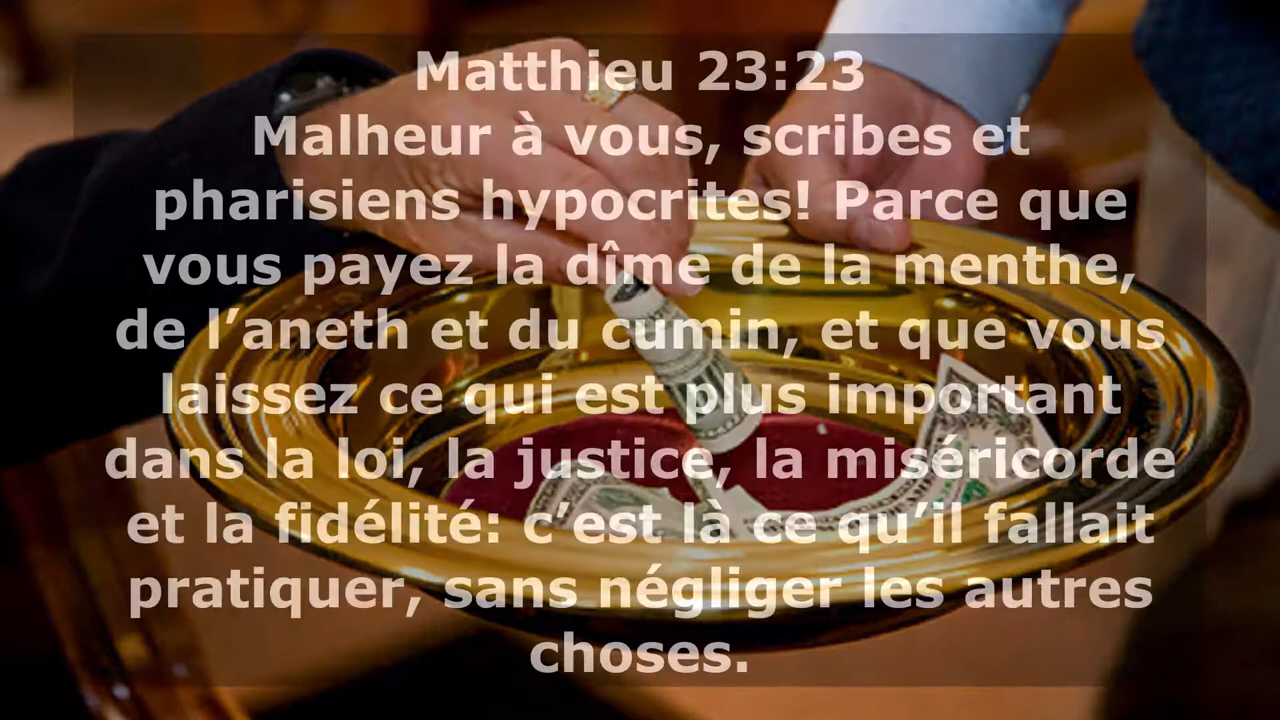 Matthieu 23:23
Malheur à vous, scribes et
pharisiens hypocrites! Parce que
vous payez la dîme de la menthe,
de l’aneth et du cumin, et que vous
laissez ce qui est plus important
dans la loi, la justice, la miséricorde
et la fidélité: c’est là ce qu’il fallait
pratiquer, sans négliger les autres
choses.